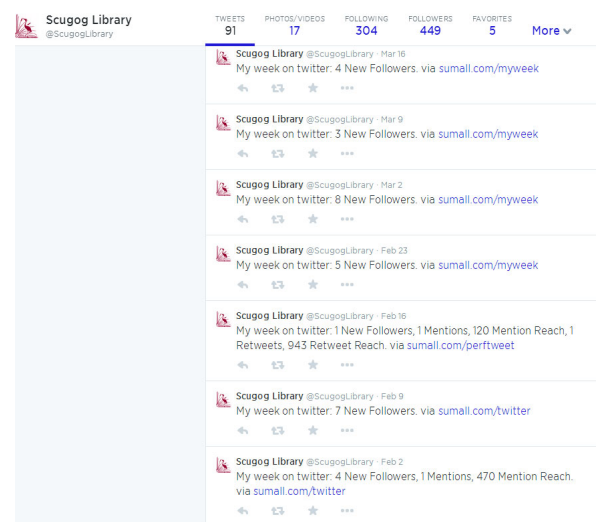 Scugog Library
@ScugogLibrary
TWEETS PHOTOS/VIDEOS FOLLOWING FOLLOWERS FAVORITES
91 17 304 449 5 More
Scugog Library @ScugogLibrary · Mar 16
My week on twitter: 4 New Followers. via sumall.com/myweek
Scugog Library @ScugogLibrary · Mar 9
My week on twitter: 3 New Followers. via sumall.com/myweek
Scugog Library @ScugogLibrary · Mar 2
My week on twitter: 8 New Followers. via sumall.com/myweek
Scugog Library @ScugogLibrary · Feb 23
My week on twitter: 5 New Followers. via sumall.com/myweek
Scugog Library @ScugogLibrary · Feb 16
My week on twitter: 1 New Followers, 1 Mentions, 120 Mention Reach, 1
Retweets, 943 Retweet Reach. via sumall.com/perftweet
Scugog Library @ScugogLibrary · Feb 9
My week on twitter: 7 New Followers. via sumall.com/twitter
Scugog Library @ScugogLibrary · Feb 2
My week on twitter: 4 New Followers, 1 Mentions, 470 Mention Reach.
via sumall.com/twitter